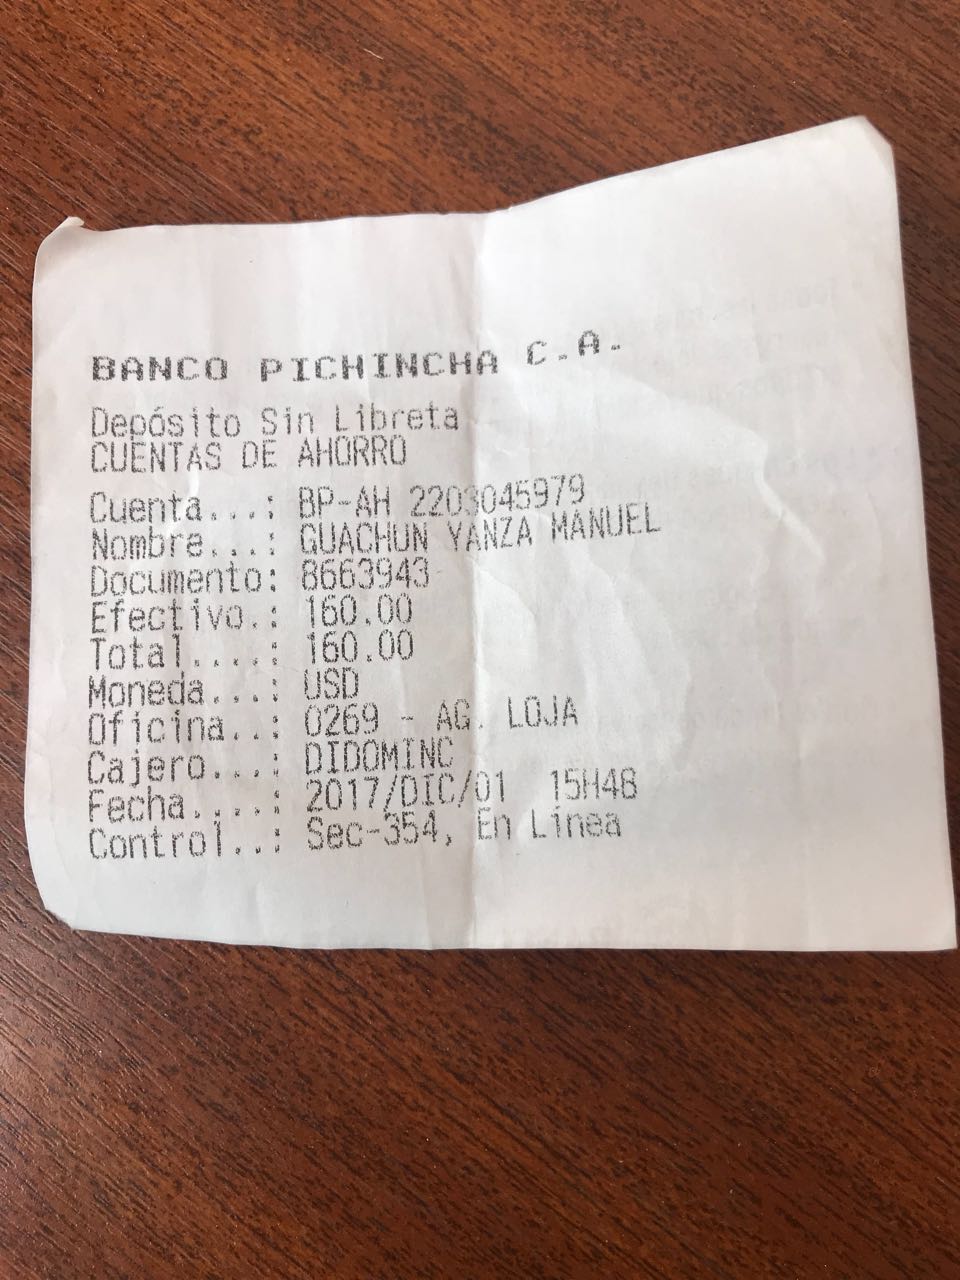 BANCO PICHINCHA C.A.
Depósito Sin Libreta
CUENTAS DE AHORRO
Cuenta...: BP-AH 2203045979
Nombre...: GUACHUN YANZA MANUEL
Documento: 8663943
Efectivo.: 160.00
Total....: 160.00
Moneda...: USD
Oficina..: 0269 - AG. LOJA
Cajero...: DIDOMINC
Fecha....: 2017/DIC/01 15H48
Control..: Sec-354, En Línea